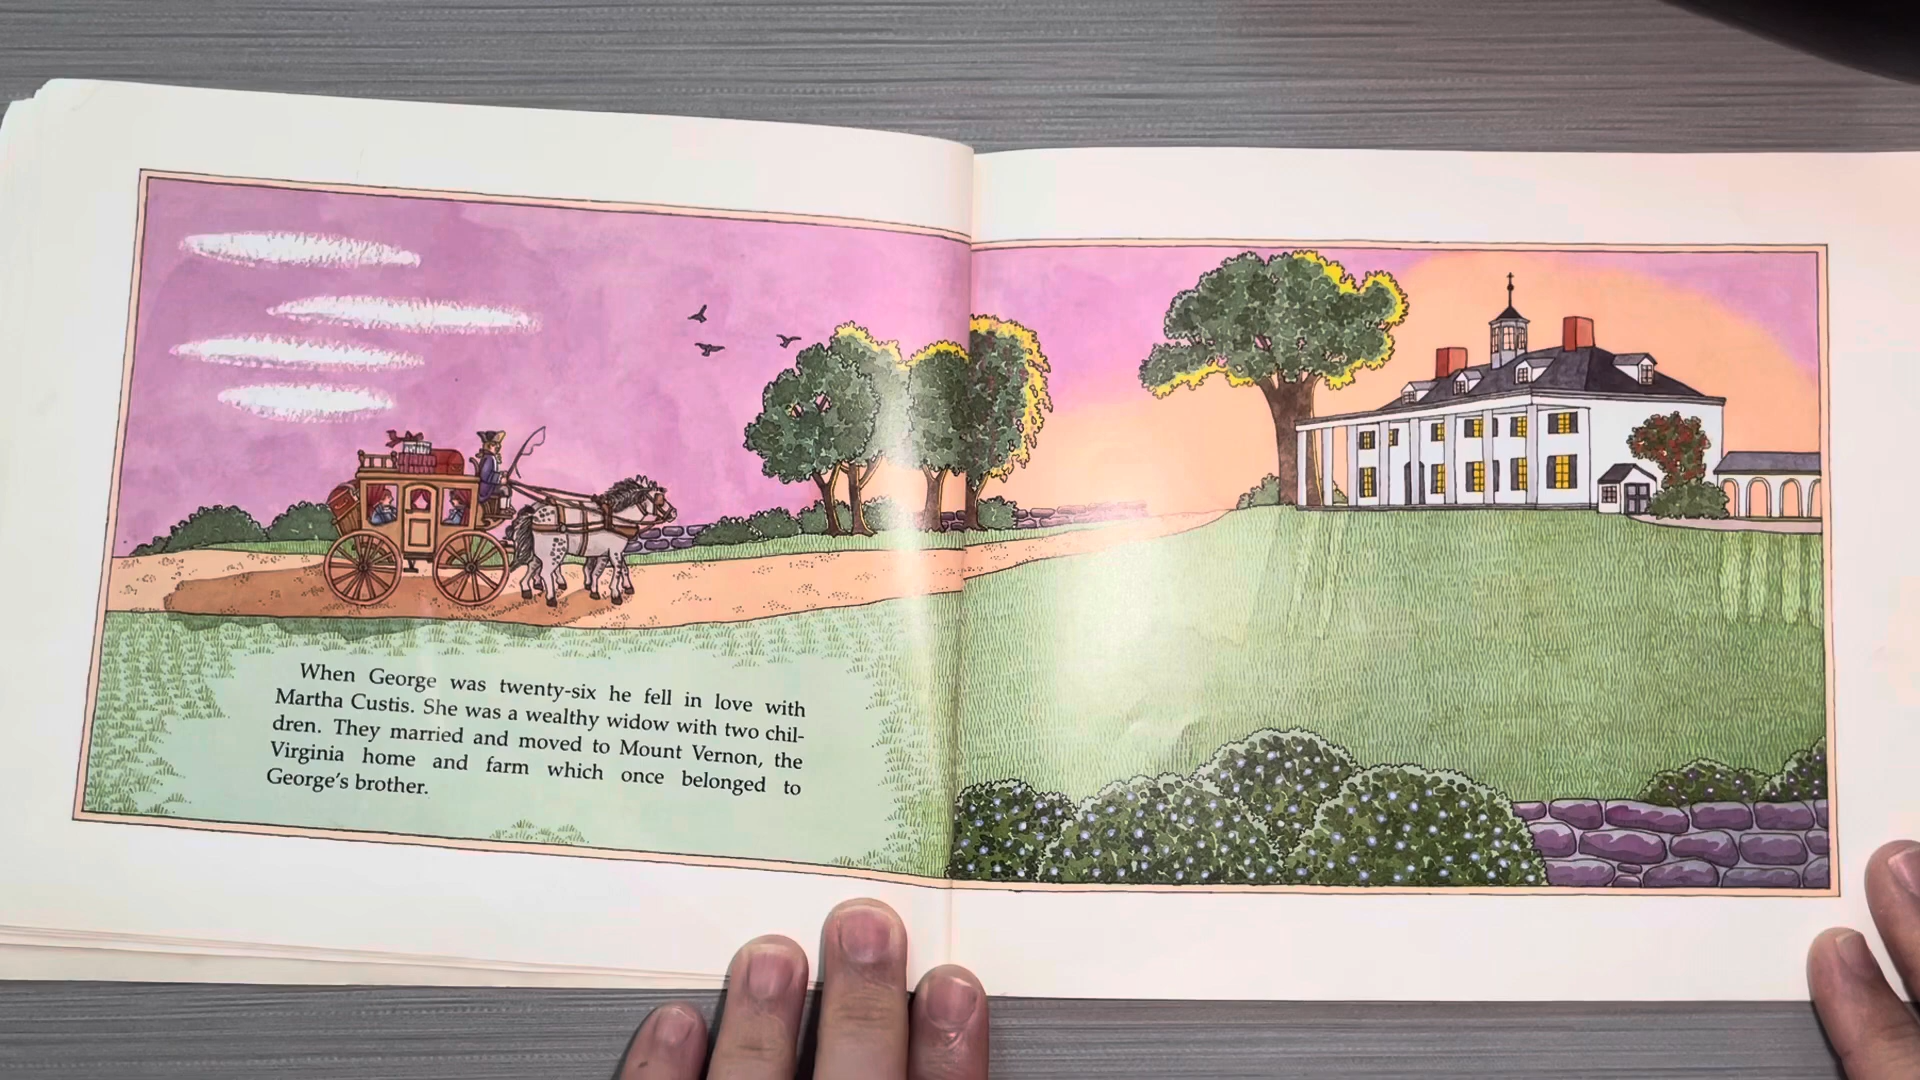 When George was twenty-six he fell in love with
Martha Custis. She was a wealthy widow with two chil-
dren. They married and moved to Mount Vernon, the
Virginia home and farm which once belonged to
George's brother.